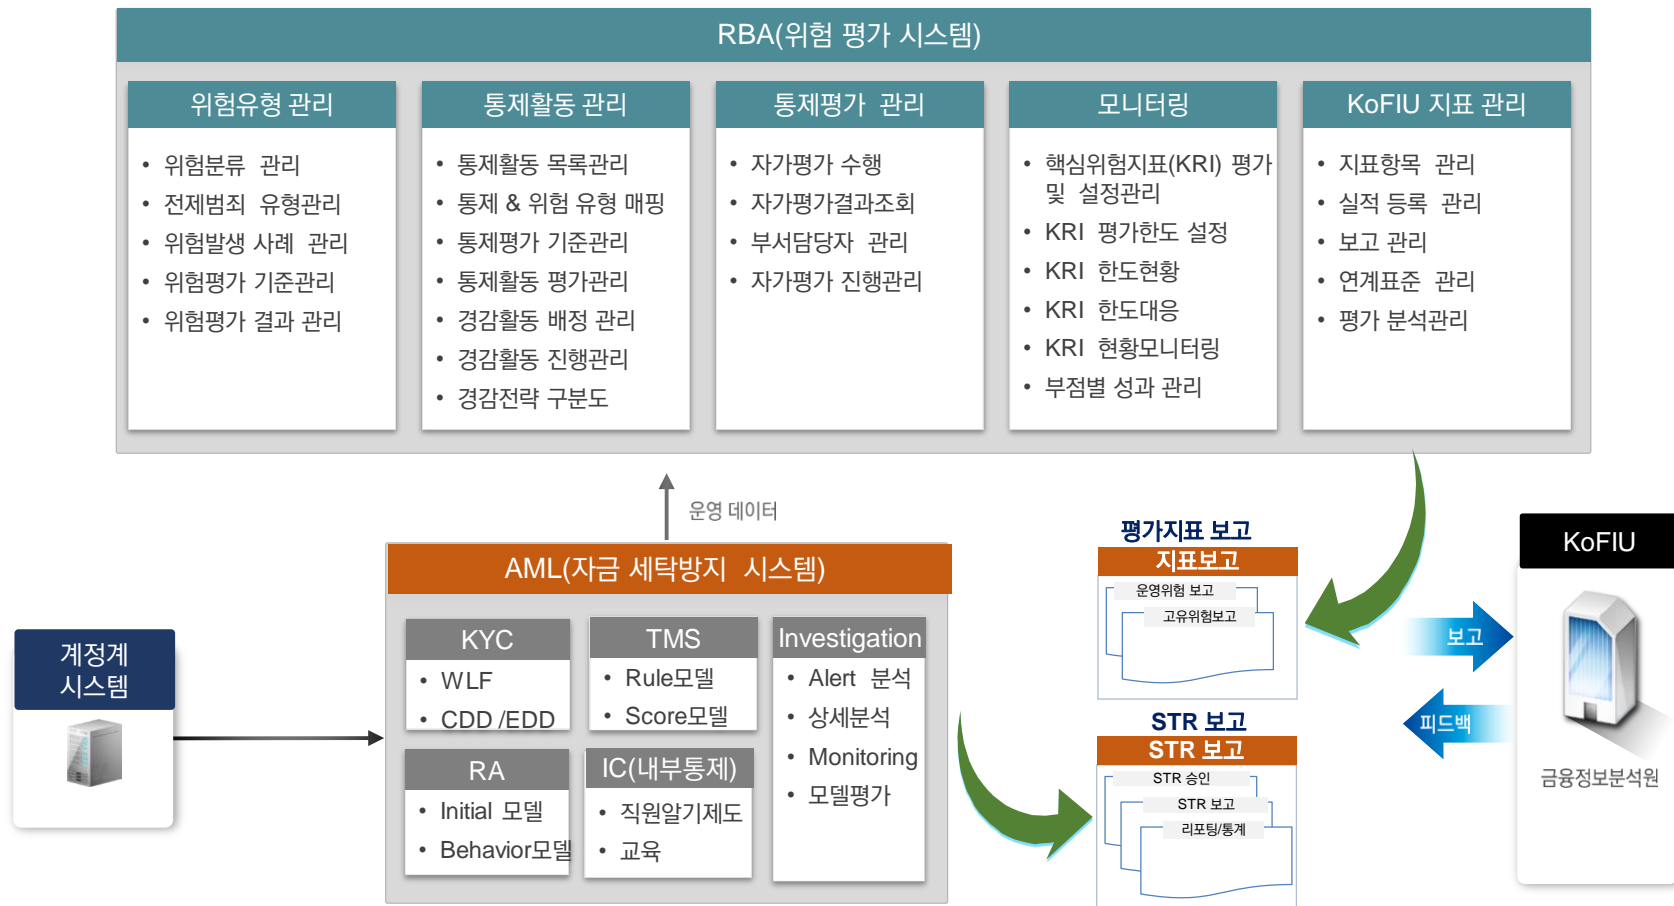 RBA(위험 평가 시스템)
위험유형 관리
• 위험분류 관리
• 전제범죄 유형관리
• 위험발생 사례 관리
• 위험평가 기준관리
• 위험평가 결과 관리
통제활동 관리
• 통제활동 목록관리
• 통제 & 위험 유형 매핑
• 통제평가 기준관리
• 통제활동 평가관리
• 경감활동 배정 관리
• 경감활동 진행관리
• 경감전략 구분도
통제평가 관리
• 자가평가 수행
• 자가평가결과조회
• 부서담당자 관리
• 자가평가 진행관리
모니터링
• 핵심위험지표(KRI) 평가
및 설정관리
• KRI 평가한도 설정
• KRI 한도현황
• KRI 한도대응
• KRI 현황모니터링
• 부점별 성과 관리
KoFIU 지표 관리
• 지표항목 관리
• 실적 등록 관리
• 보고 관리
• 연계표준 관리
• 평가 분석관리
운영 데이터
계정계
시스템
AML(자금 세탁방지 시스템)
KYC
• WLF
• CDD /EDD
TMS
• Rule모델
• Score모델
Investigation
• Alert 분석
• 상세분석
• Monitoring
• 모델평가
RA
• Initial 모델
• Behavior모델
IC(내부통제)
• 직원알기제도
• 교육
평가지표 보고
지표보고
운영위험 보고
고유위험보고
STR 보고
STR 보고
STR 승인
STR 보고
리포팅/통계
보고
피드백
KoFIU
금융정보분석원